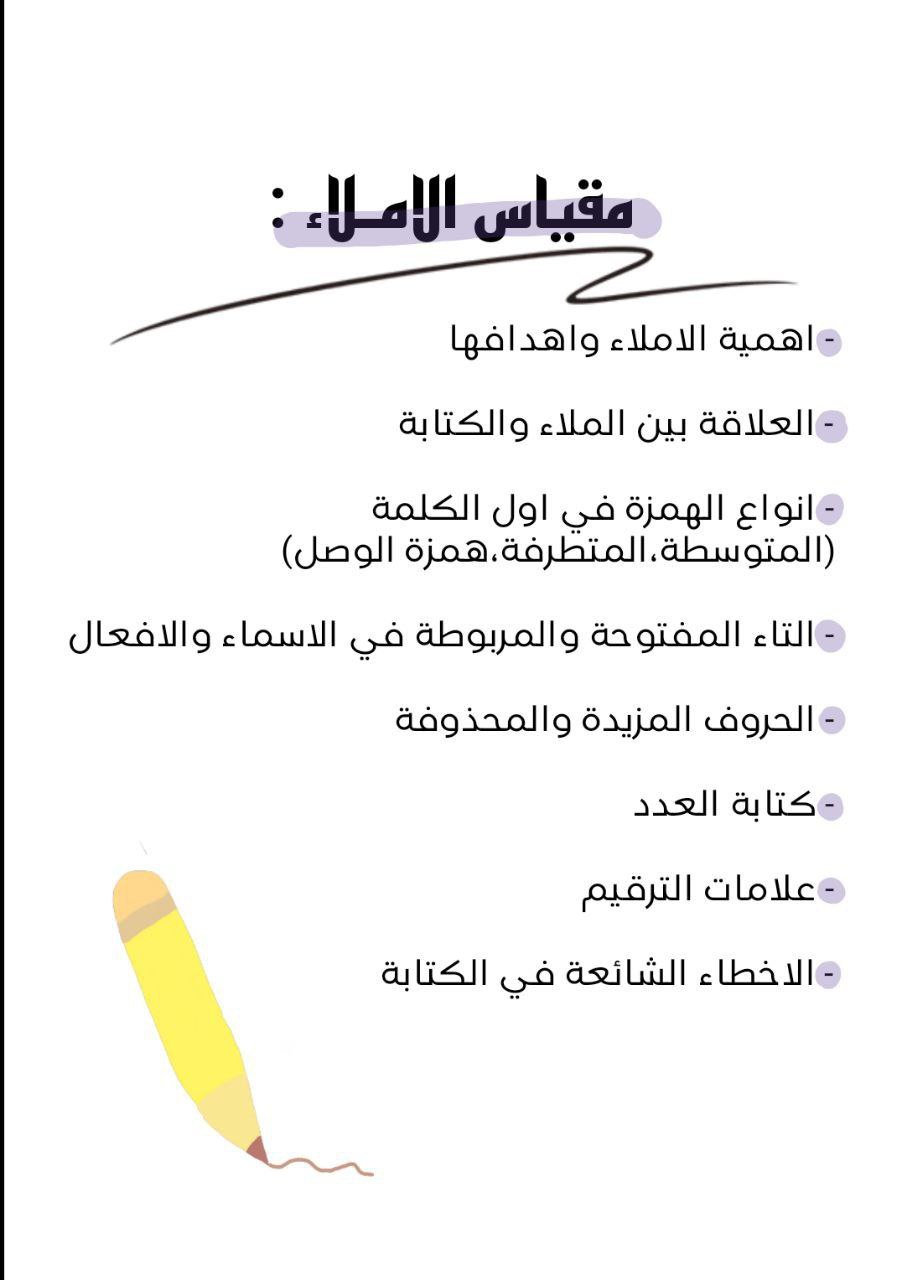 مقياس الاملاء :
-اهمية الاملاء واهدافها
-العلاقة بين الملاء والكتابة
-انواع الهمزة في اول الكلمة
(المتوسطة،المتطرفة،همزة الوصل)
-التاء المفتوحة والمربوطة في الاسماء والافعال
-الحروف المزيدة والمحذوفة
-كتابة العدد
-علامات الترقيم
-الاخطاء الشائعة في الكتابة